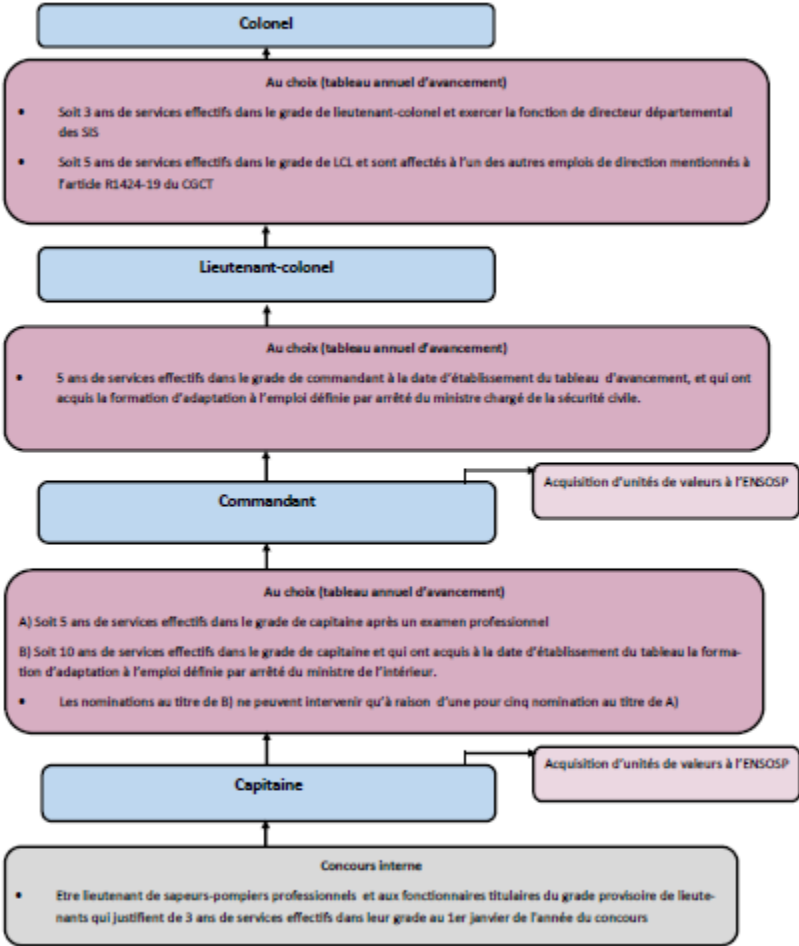 Colonel
Au choix (tableau annuel d'avancement)
• Soit 3 ans de services effectifs dans le grade de lieutenant-colonel et exercer la fonction de directeur départemental
des SIS
• Soit 5 ans de services effectifs dans le grade de LCL et sont affectés à l'un des autres emplois de direction mentionnés à
l'article R1424-19 du CGCT
Lieutenant-colonel
Au choix (tableau annuel d'avancement)
• 5 ans de services effectifs dans le grade de commandant à la date d'établissement du tableau d'avancement, et qui ont
acquis la formation d'adaptation à l'emploi définie par arrêté du ministre chargé de la sécurité civile.
Commandant
Acquisition d'unités de valeurs à l'ENSOSP
Au choix (tableau annuel d'avancement)
A) Soit 5 ans de services effectifs dans le grade de capitaine après un examen professionnel
B) Soit 10 ans de services effectifs dans le grade de capitaine et qui ont acquis à la date d'établissement du tableau la forma-
tion d'adaptation à l'emploi définie par arrêté du ministre de l'intérieur.
• Les nominations au titre de B) ne peuvent intervenir qu'à raison d'une pour cinq nomination au titre de A)
Capitaine
Acquisition d'unités de valeurs à l'ENSOSP
Concours interne
• Etre lieutenant de sapeurs-pompiers professionnels et aux fonctionnaires titulaires du grade provisoire de lieute-
nants qui justifient de 3 ans de services effectifs dans leur grade au 1er janvier de l'année du concours